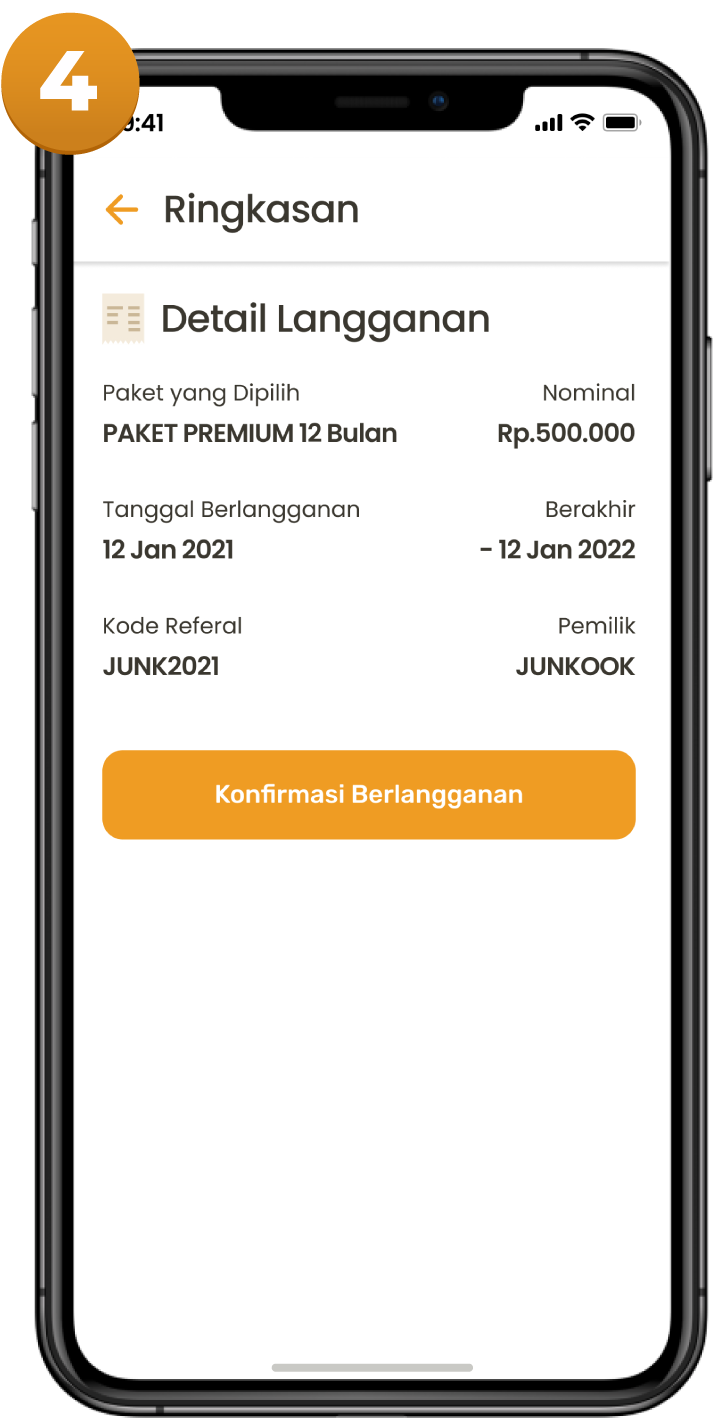 4
:41
Ringkasan
Detail Langganan
Paket yang Dipilih Nominal
PAKET PREMIUM 12 Bulan Rp.500.000
Tanggal Berlangganan Berakhir
12 Jan 2021 - 12 Jan 2022
Kode Referal Pemilik
JUNK2021 JUNKOOK
Konfirmasi Berlangganan